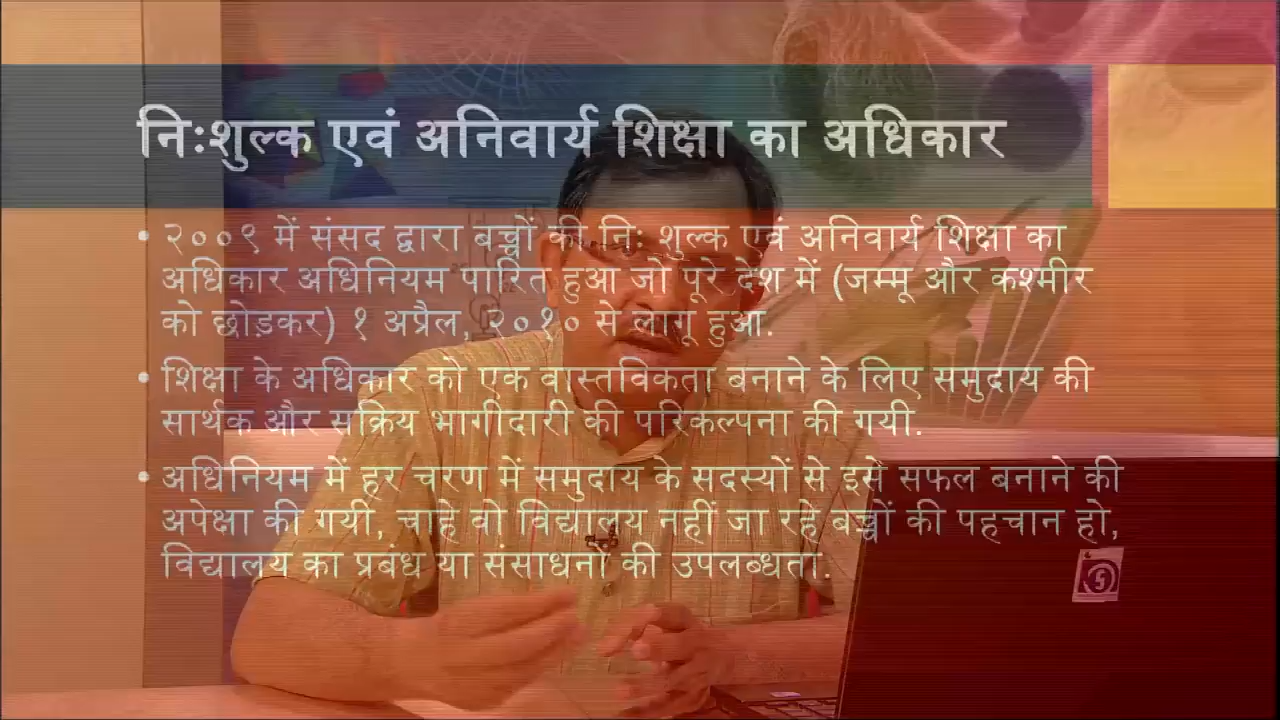 निःशुल्क एवं अनिवार्य शिक्षा का अधिकार
• २००९ में संसद द्वारा बच्चों की निः शुल्क एवं अनिवार्य शिक्षा का
अधिकार अधिनियम पारित हुआ जो पूरे देश में (जम्मू और कश्मीर
को छोड़कर) १ अप्रैल, २०१० से लागू हुआ.
• शिक्षा के अधिकार को एक वास्तविकता बनाने के लिए समुदाय की
सार्थक और सक्रिय भागीदारी की परिकल्पना की गयी.
• अधिनियम में हर चरण में समुदाय के सदस्यों से इसे सफल बनाने की
अपेक्षा की गयी, चाहे वो विद्यालय नहीं जा रहे बच्चों की पहचान हो,
विद्यालय का प्रबंध या संसाधनों की उपलब्धता.